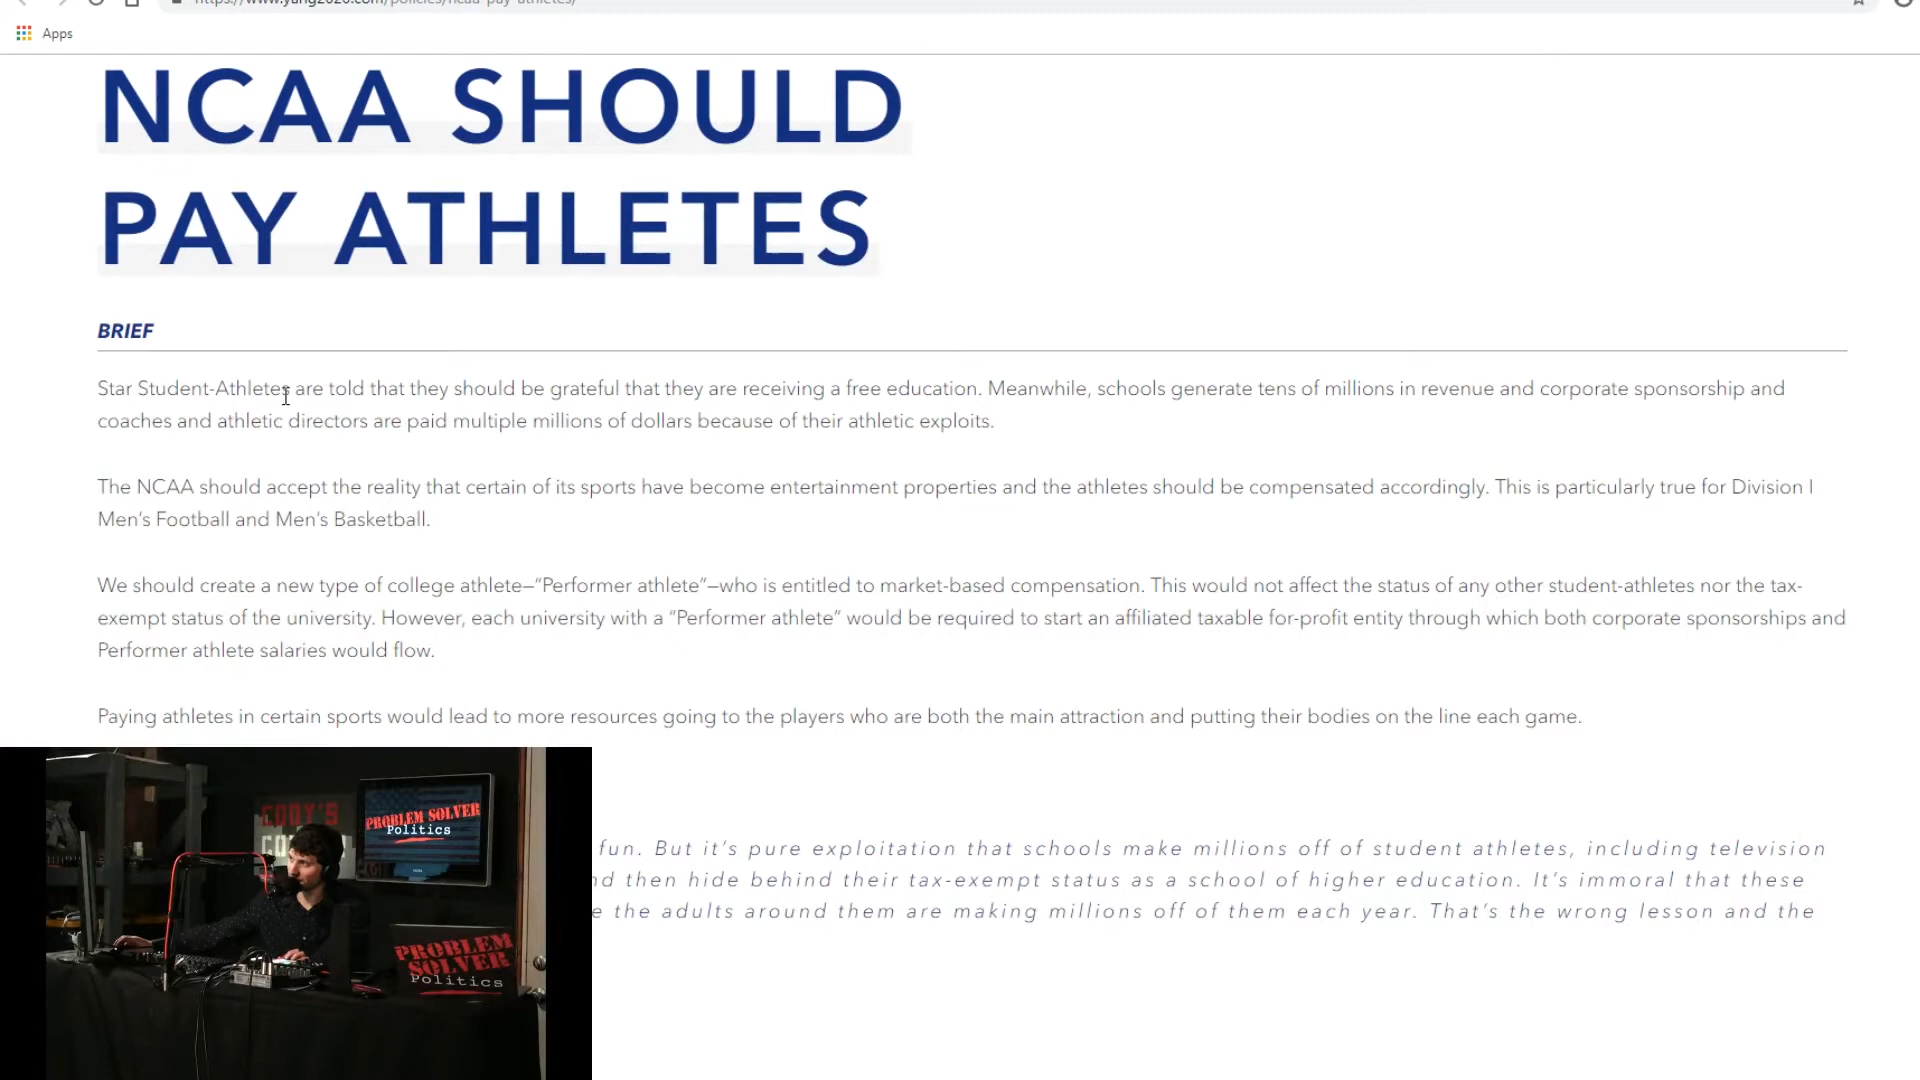 https://www.yang2020.com/policies/ncaa-pay-athletes/
Apps
NCAA SHOULD
PAY ATHLETES
BRIEF
Star Student-Athletes are told that they should be grateful that they are receiving a free education. Meanwhile, schools generate tens of millions in revenue and corporate sponsorship and
coaches and athletic directors are paid multiple millions of dollars because of their athletic exploits.
The NCAA should accept the reality that certain of its sports have become entertainment properties and the athletes should be compensated accordingly. This is particularly true for Division I
Men’s Football and Men’s Basketball.
We should create a new type of college athlete—“Performer athlete”—who is entitled to market-based compensation. This would not affect the status of any other student-athletes nor the tax-
exempt status of the university. However, each university with a “Performer athlete” would be required to start an affiliated taxable for-profit entity through which both corporate sponsorships and
Performer athlete salaries would flow.
Paying athletes in certain sports would lead to more resources going to the players who are both the main attraction and putting their bodies on the line each game.
fun. But it’s pure exploitation that schools make millions off of student athletes, including television
then hide behind their tax-exempt status as a school of higher education. It’s immoral that these
the adults around them are making millions off of them each year. That’s the wrong lesson and the
CODY'S
PROBLEM SOLVER
Politics
PROBLEM
SOLVER
Politics